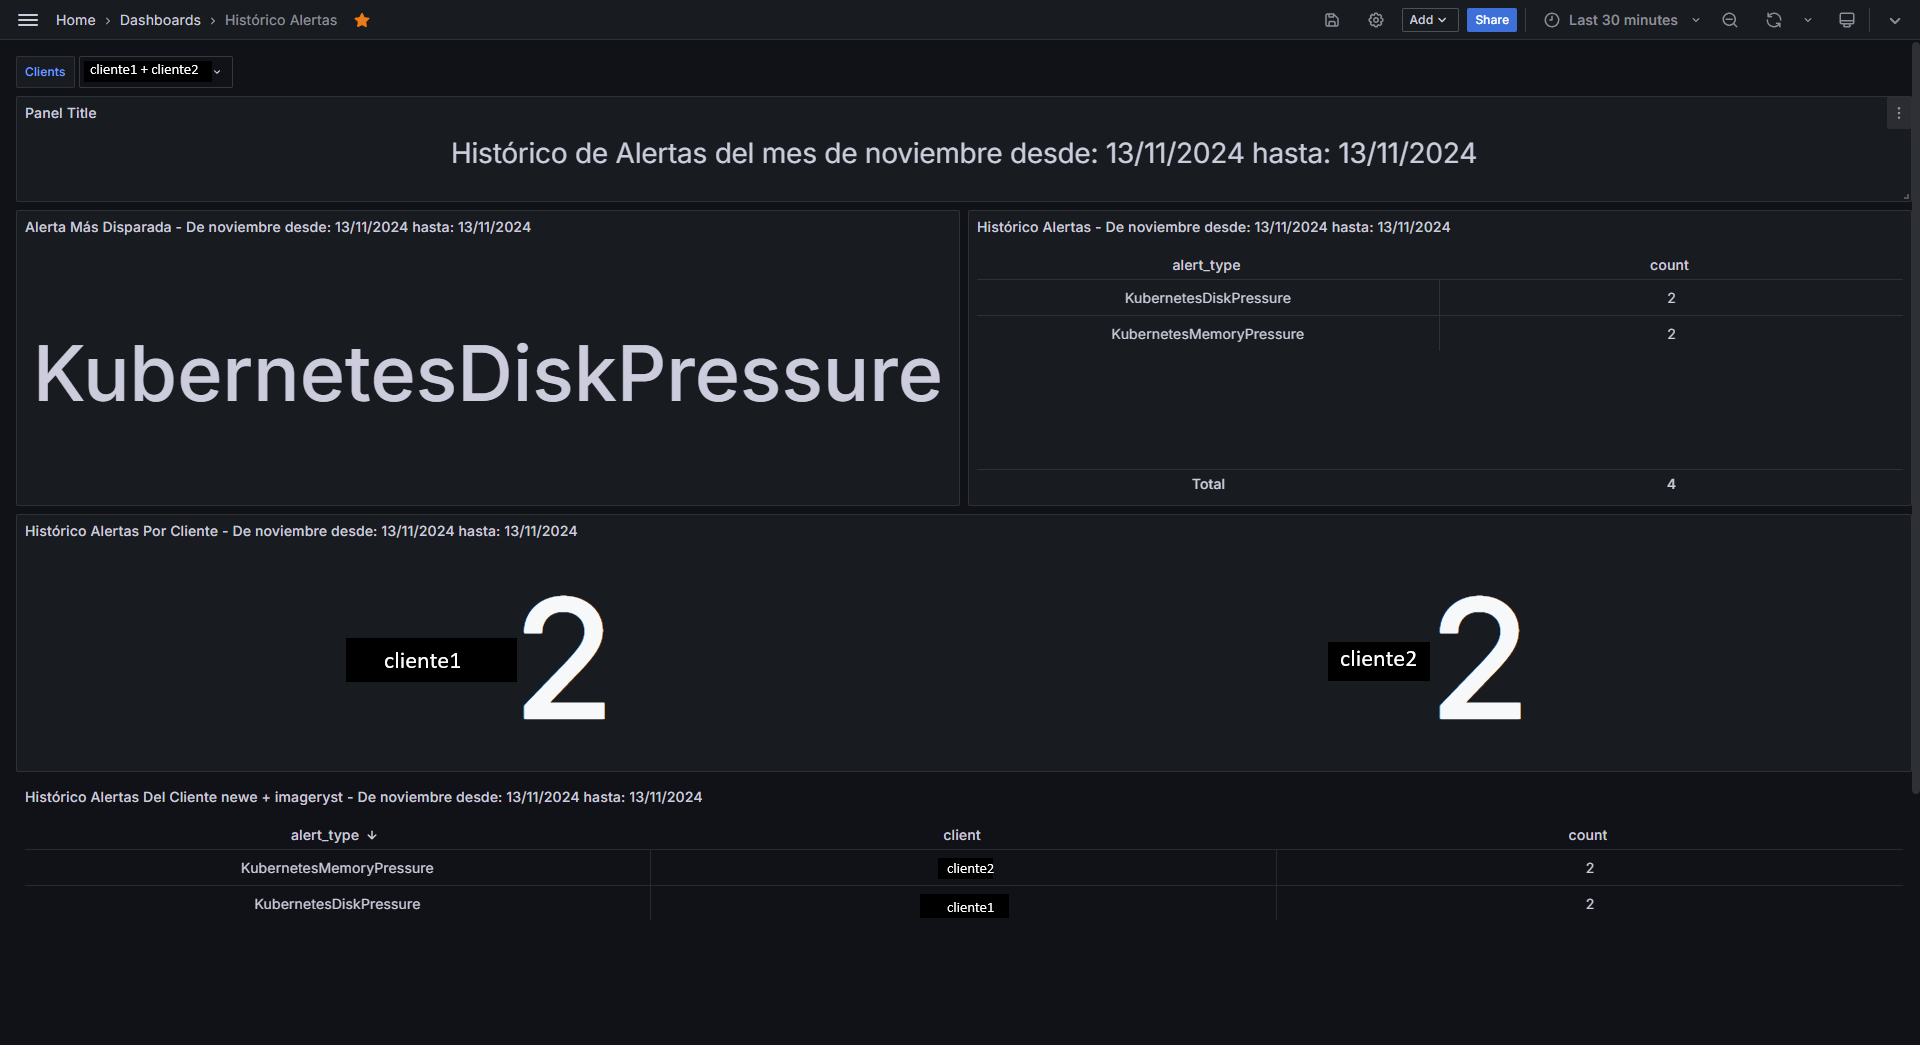 Home › Dashboards › Histórico Alertas
Add
Share
Last 30 minutes
Clients
cliente1 + cliente2
Panel Title
Histórico de Alertas del mes de noviembre desde: 13/11/2024 hasta: 13/11/2024
Alerta Más Disparada - De noviembre desde: 13/11/2024 hasta: 13/11/2024
KubernetesDiskPressure
Histórico Alertas - De noviembre desde: 13/11/2024 hasta: 13/11/2024
alert_type count
KubernetesDiskPressure 2
KubernetesMemoryPressure 2
Total 4
Histórico Alertas Por Cliente - De noviembre desde: 13/11/2024 hasta: 13/11/2024
cliente1 2
cliente2 2
Histórico Alertas Del Cliente newe + imageryst - De noviembre desde: 13/11/2024 hasta: 13/11/2024
alert_type client count
KubernetesMemoryPressure cliente2 2
KubernetesDiskPressure cliente1 2